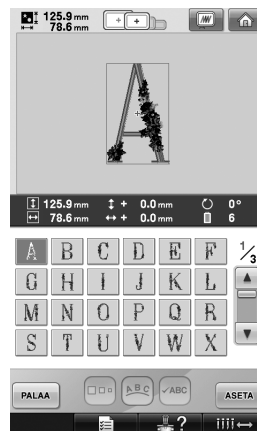 125.9 mm
78.6 mm
A
125.9 mm + 0.0 mm 0°
78.6 mm + 0.0 mm 6
A B C D E F 1/3
G H I J K L
M N O P Q R
S T U V W X
PALAA ABC ✓ABC ASETA
?